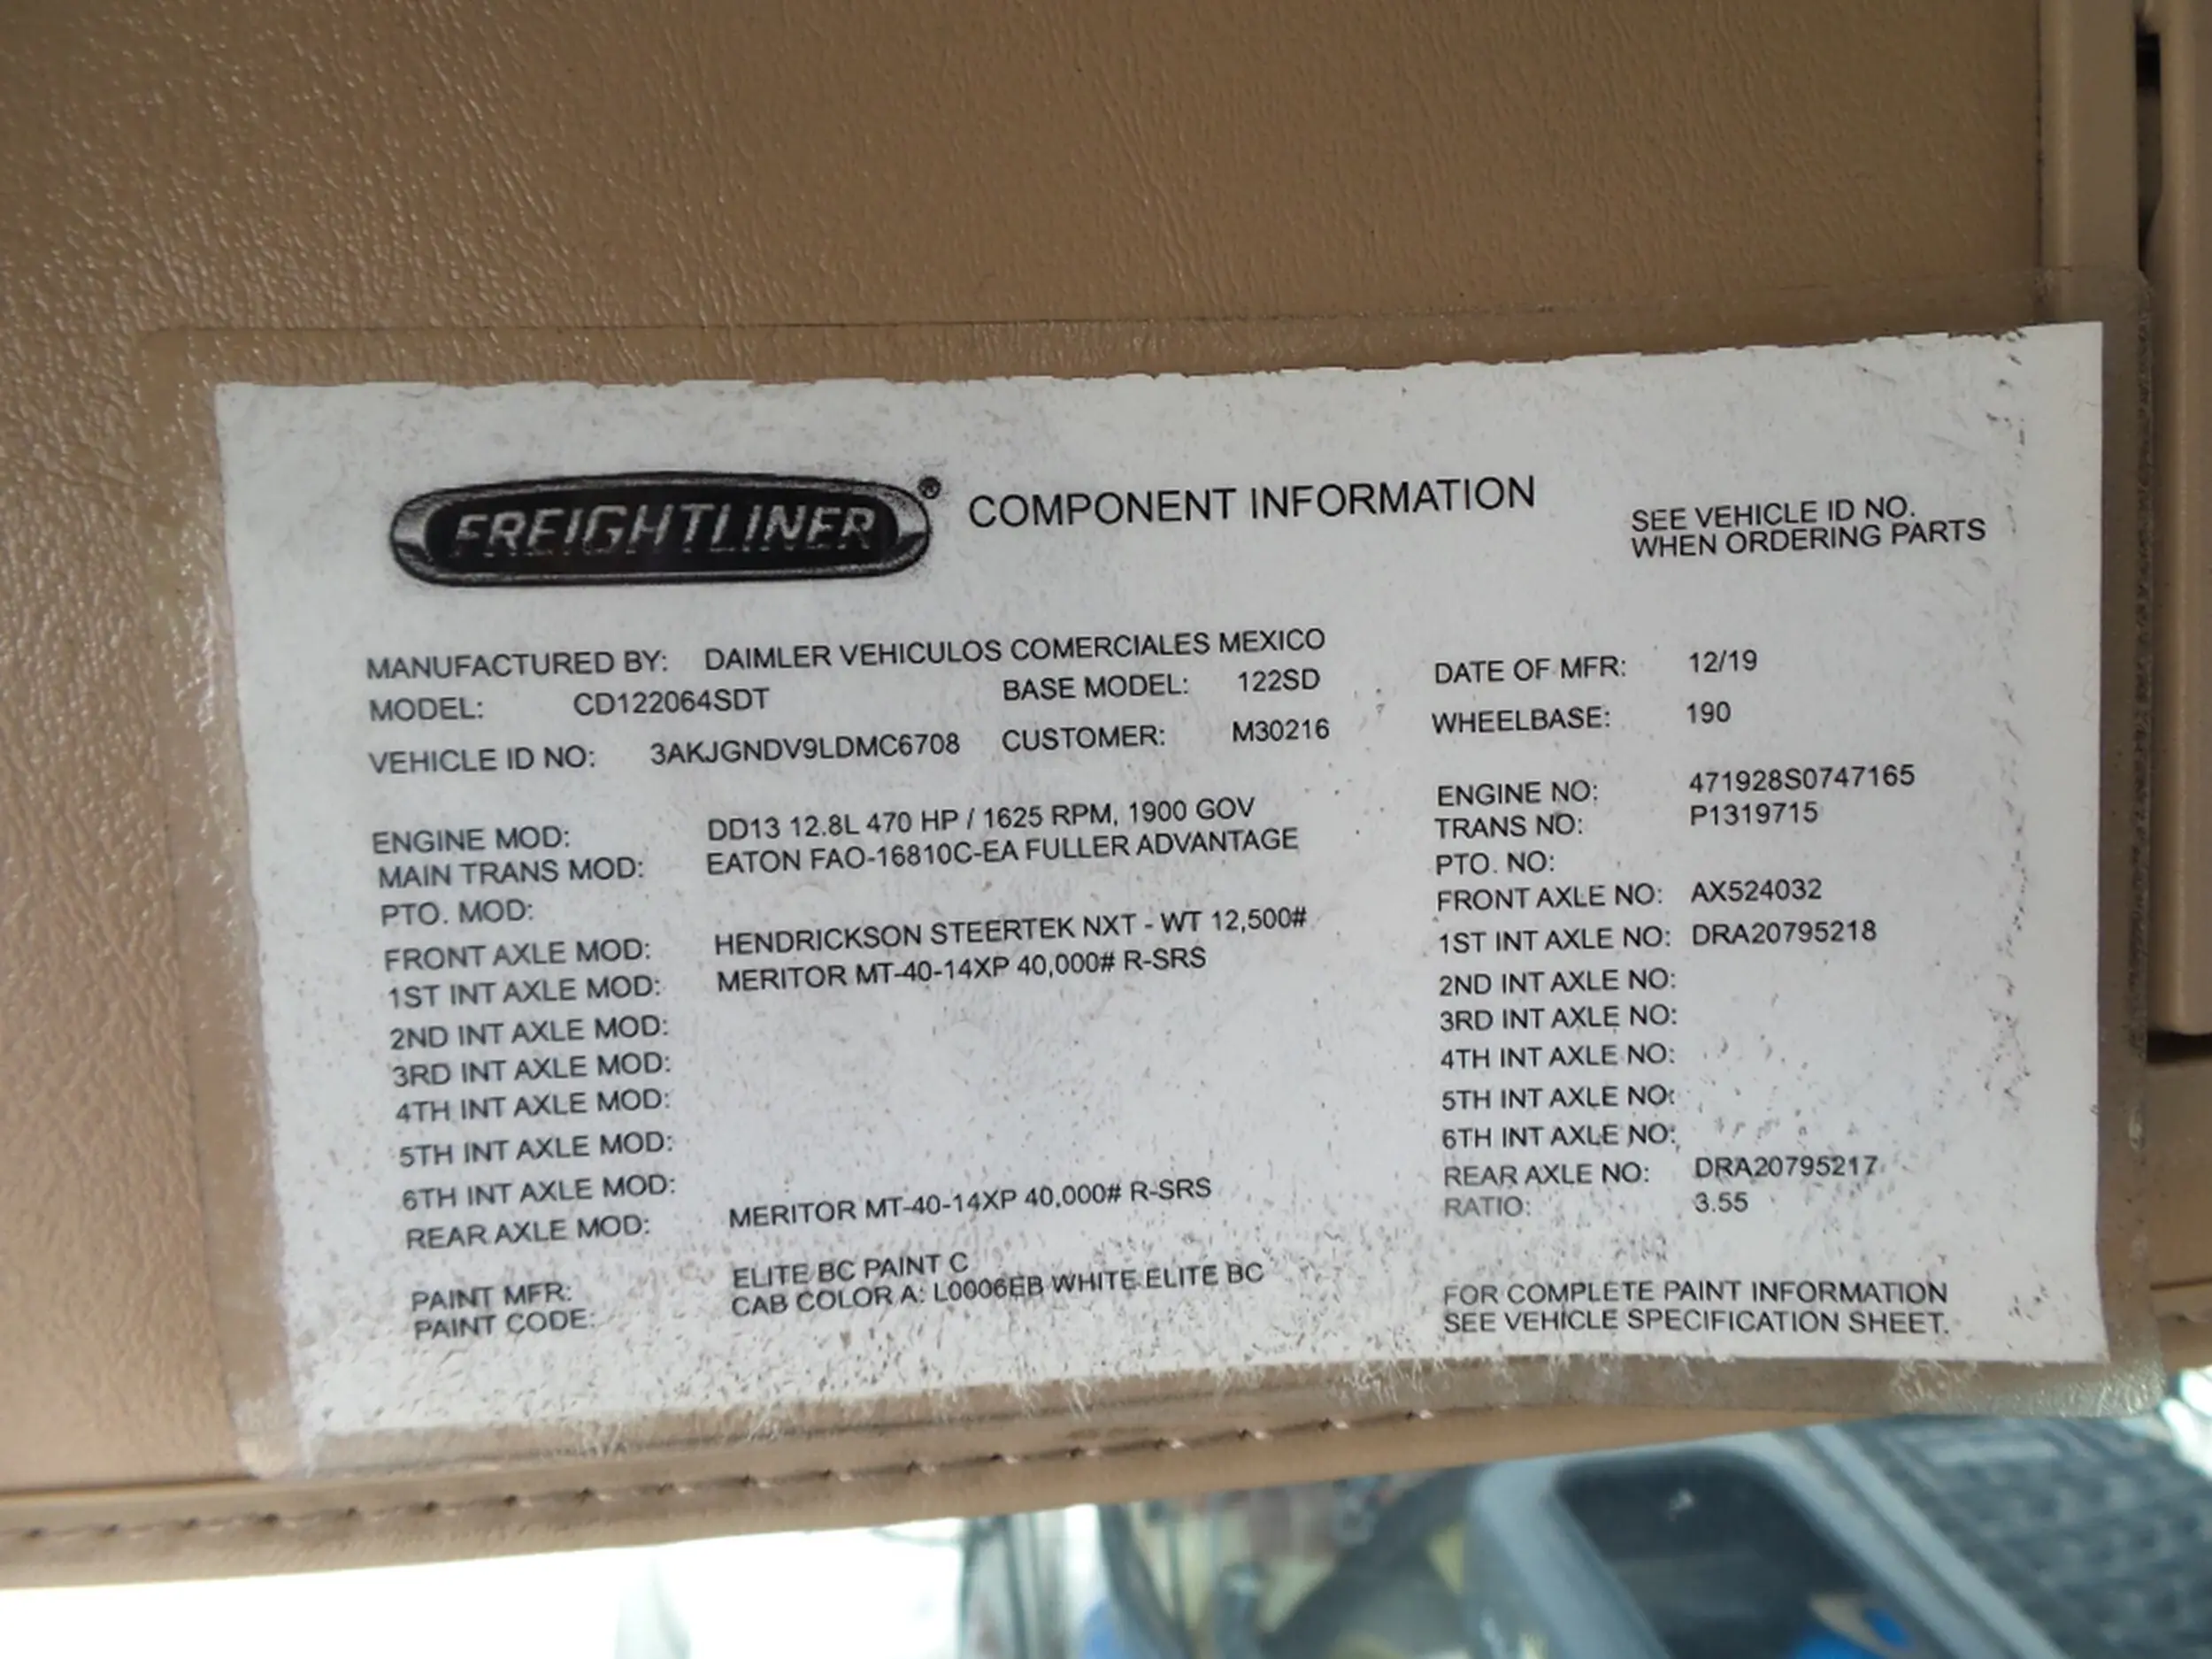 FREIGHTLINER® COMPONENT INFORMATION
SEE VEHICLE ID NO.
WHEN ORDERING PARTS
MANUFACTURED BY: DAIMLER VEHICULOS COMERCIALES MEXICO
DATE OF MFR: 12/19
MODEL: CD122064SDT BASE MODEL: 122SD
WHEELBASE: 190
VEHICLE ID NO: 3AKJGNDV9LDMC6708 CUSTOMER: M30216
ENGINE MOD: DD13 12.8L 470 HP / 1625 RPM, 1900 GOV
ENGINE NO: 471928S0747165
MAIN TRANS MOD: EATON FAO-16810C-EA FULLER ADVANTAGE
TRANS NO: P1319715
PTO. MOD:
PTO. NO:
FRONT AXLE MOD: HENDRICKSON STEERTEK NXT - WT 12,500#
FRONT AXLE NO: AX524032
1ST INT AXLE MOD: MERITOR MT-40-14XP 40,000# R-SRS
1ST INT AXLE NO: DRA20795218
2ND INT AXLE MOD:
2ND INT AXLE NO:
3RD INT AXLE MOD:
3RD INT AXLE NO:
4TH INT AXLE MOD:
4TH INT AXLE NO:
5TH INT AXLE MOD:
5TH INT AXLE NO:
6TH INT AXLE MOD:
6TH INT AXLE NO:
REAR AXLE MOD: MERITOR MT-40-14XP 40,000# R-SRS
REAR AXLE NO: DRA20795217
RATIO: 3.55
PAINT MFR: ELITE BC PAINT C
PAINT CODE: CAB COLOR A: L0006EB WHITE ELITE BC
FOR COMPLETE PAINT INFORMATION
SEE VEHICLE SPECIFICATION SHEET.